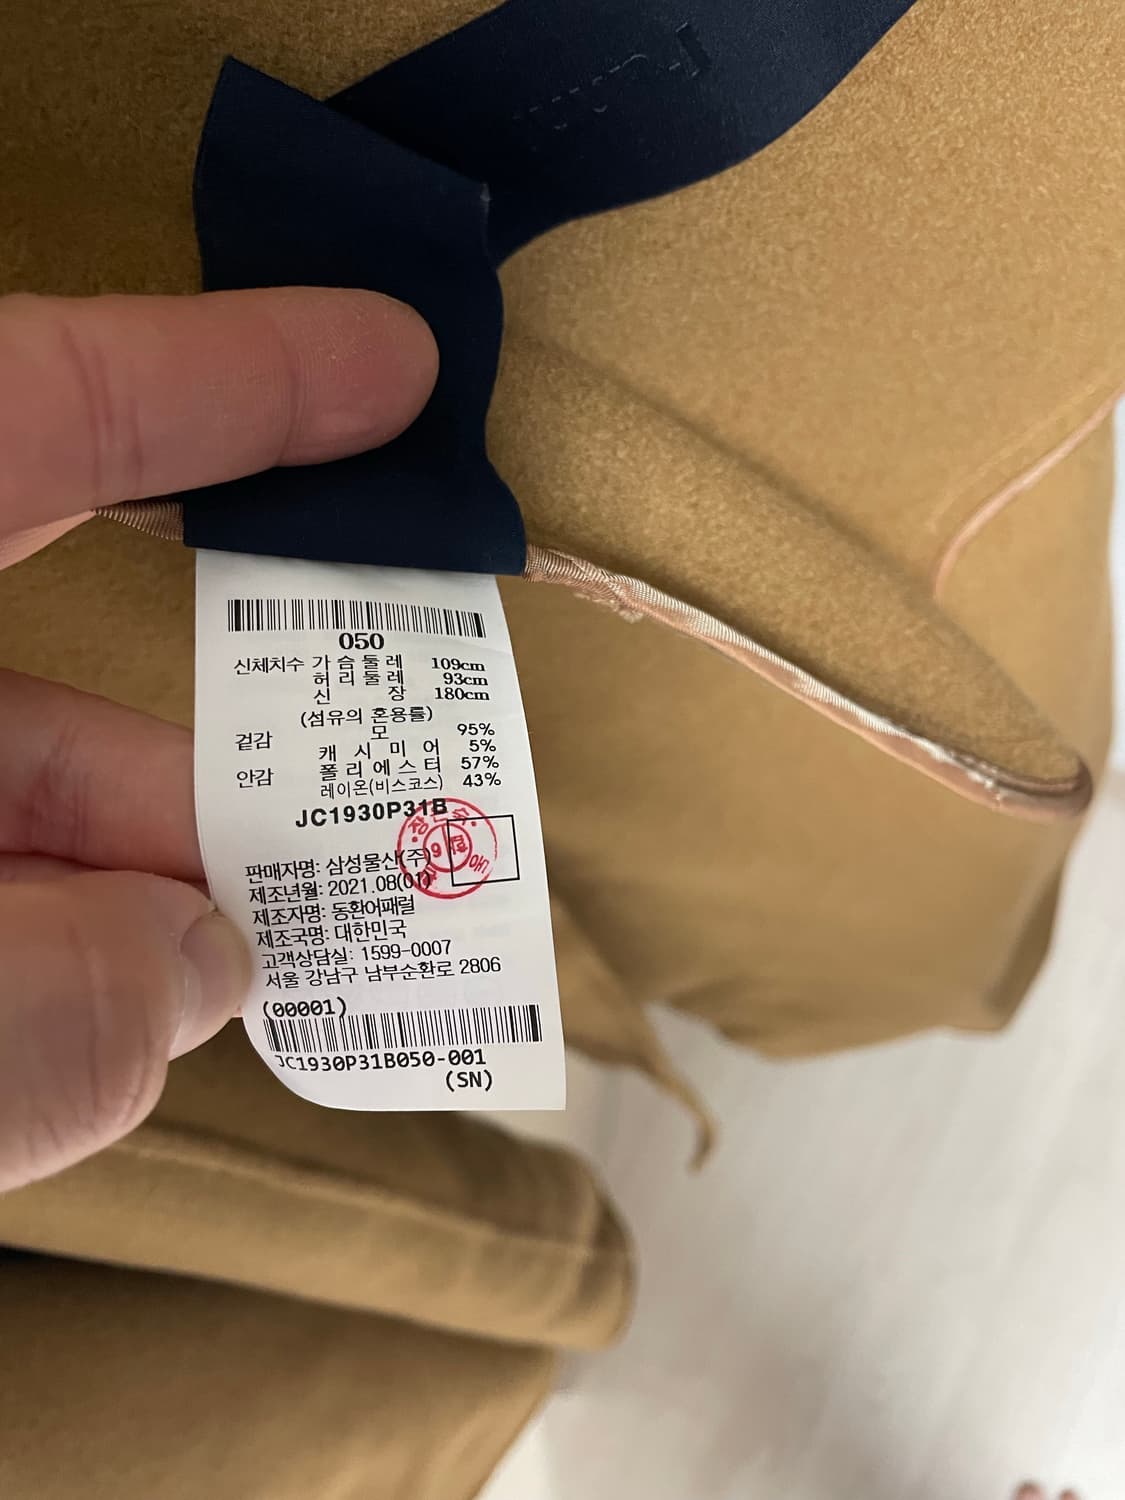 050
신체치수 가 슴 둘 레 109cm
허 리 둘 레 93cm
신 장 180cm
(섬유의 혼용률)
겉감 모 95%
캐 시 미 어 5%
안감 폴 리 에 스 터 57%
레이온(비스코스) 43%
JC1930P31B
판매자명: 삼성물산(주)
제조년월: 2021.08(01)
제조자명: 동환어패럴
제조국명: 대한민국
고객상담실: 1599-0007
서울 강남구 남부순환로 2806
(00001)
JC1930P31B050-001
(SN)